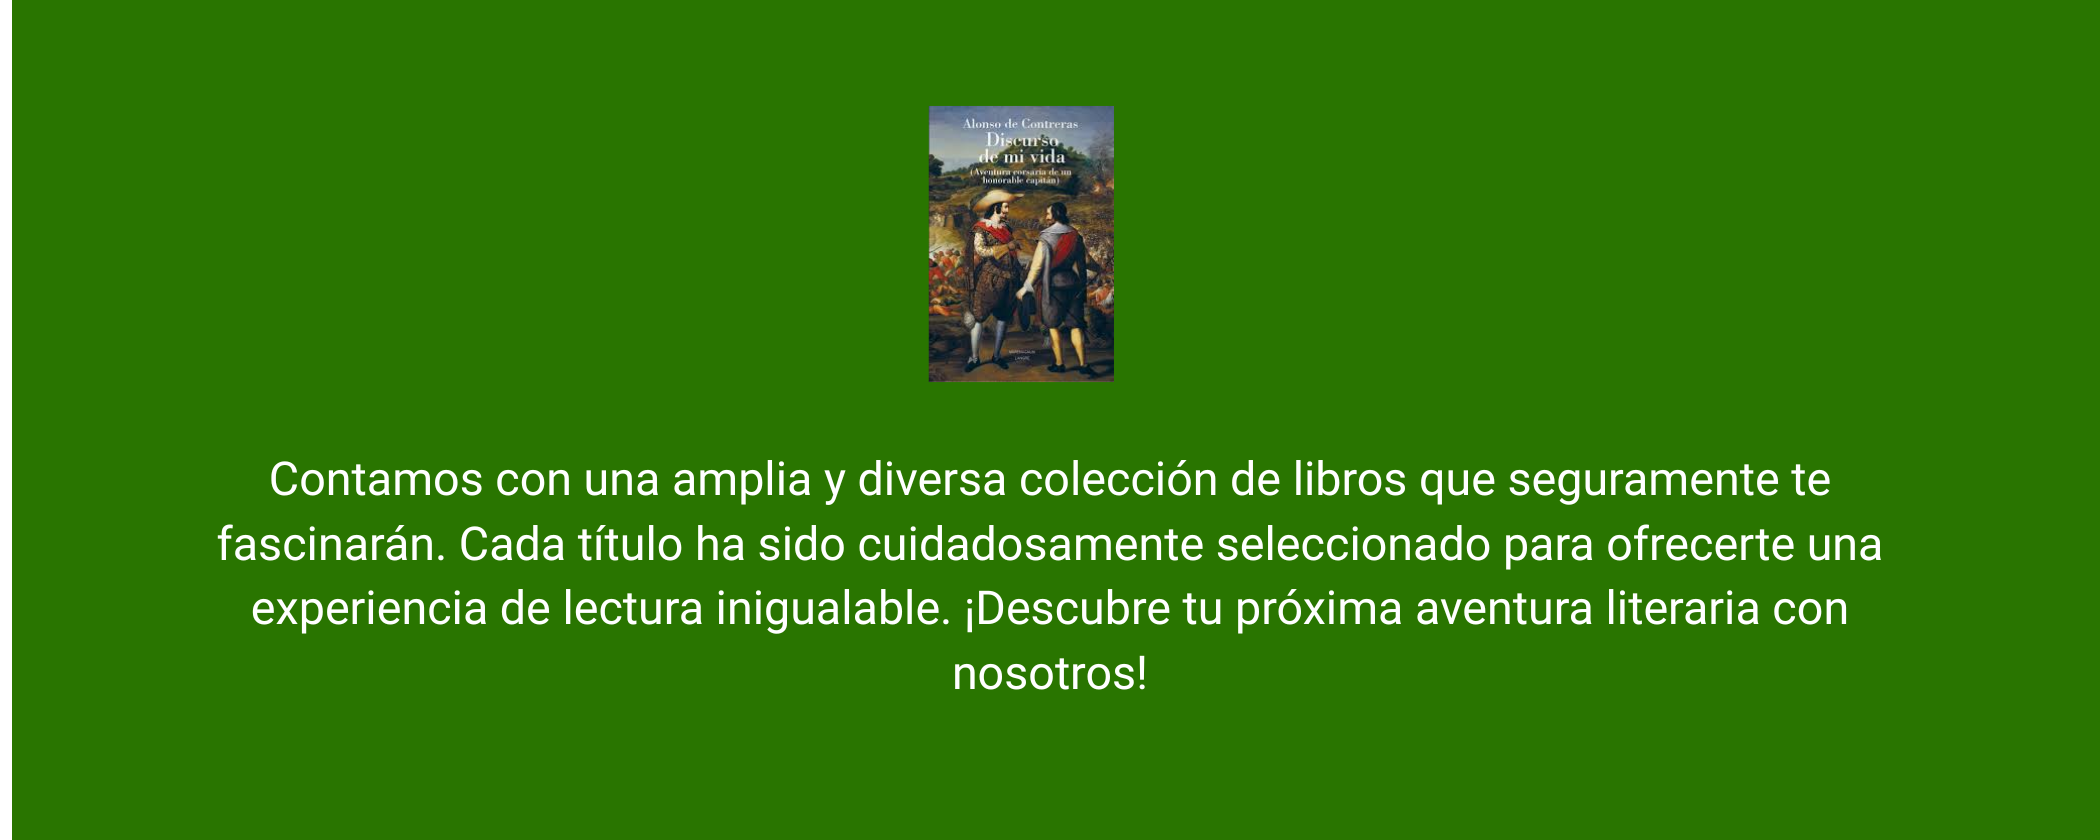 Alonso de Contreras
Discurso
de mi vida
(Aventura corsaria de un
honorable capitán)
Contamos con una amplia y diversa colección de libros que seguramente te
fascinarán. Cada título ha sido cuidadosamente seleccionado para ofrecerte una
experiencia de lectura inigualable. ¡Descubre tu próxima aventura literaria con
nosotros!